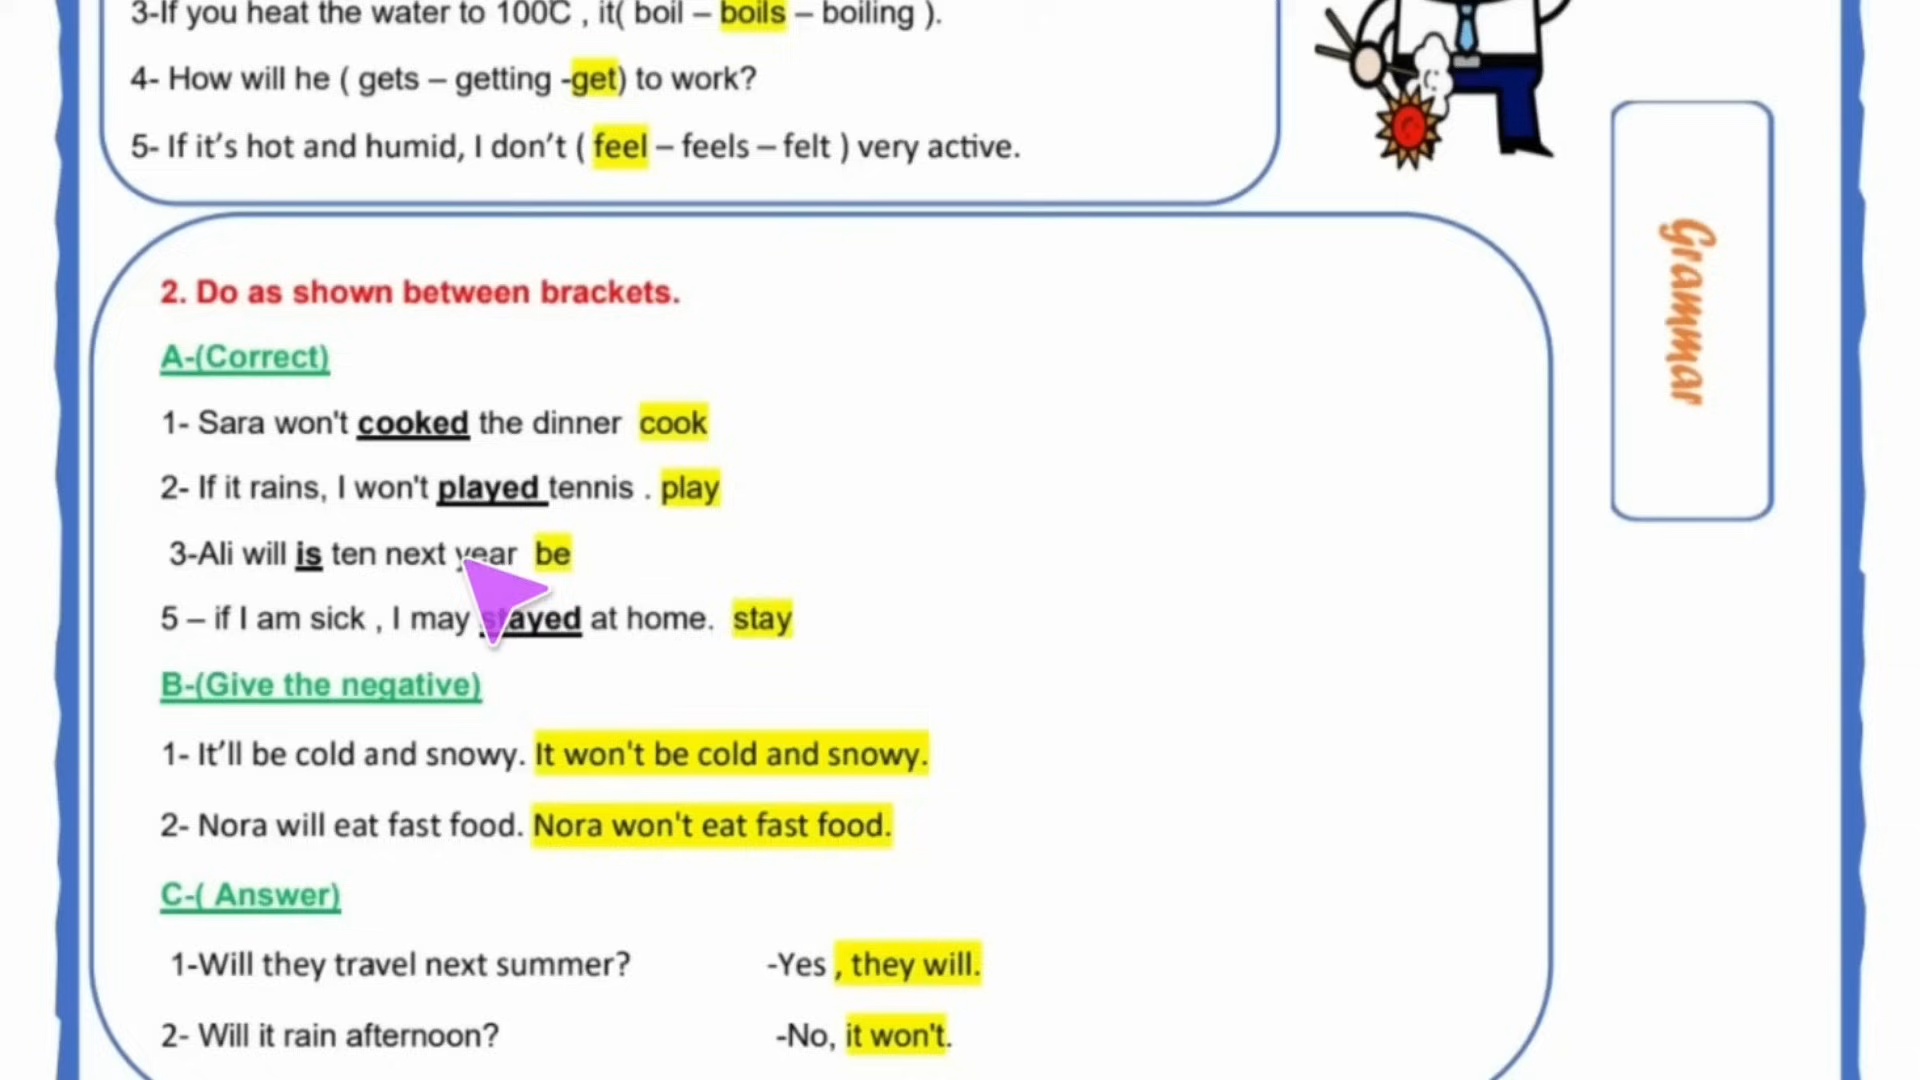 3-If you heat the water to 100C , it( boil – boils – boiling ).
4- How will he ( gets – getting -get) to work?
5- If it’s hot and humid, I don’t ( feel – feels – felt ) very active.
Grammar
2. Do as shown between brackets.
A-(Correct)
1- Sara won't cooked the dinner cook
2- If it rains, I won't played tennis . play
3-Ali will is ten next year be
5 – if I am sick , I may stayed at home. stay
B-(Give the negative)
1- It’ll be cold and snowy. It won't be cold and snowy.
2- Nora will eat fast food. Nora won't eat fast food.
C-( Answer)
1-Will they travel next summer? -Yes , they will.
2- Will it rain afternoon? -No, it won't.